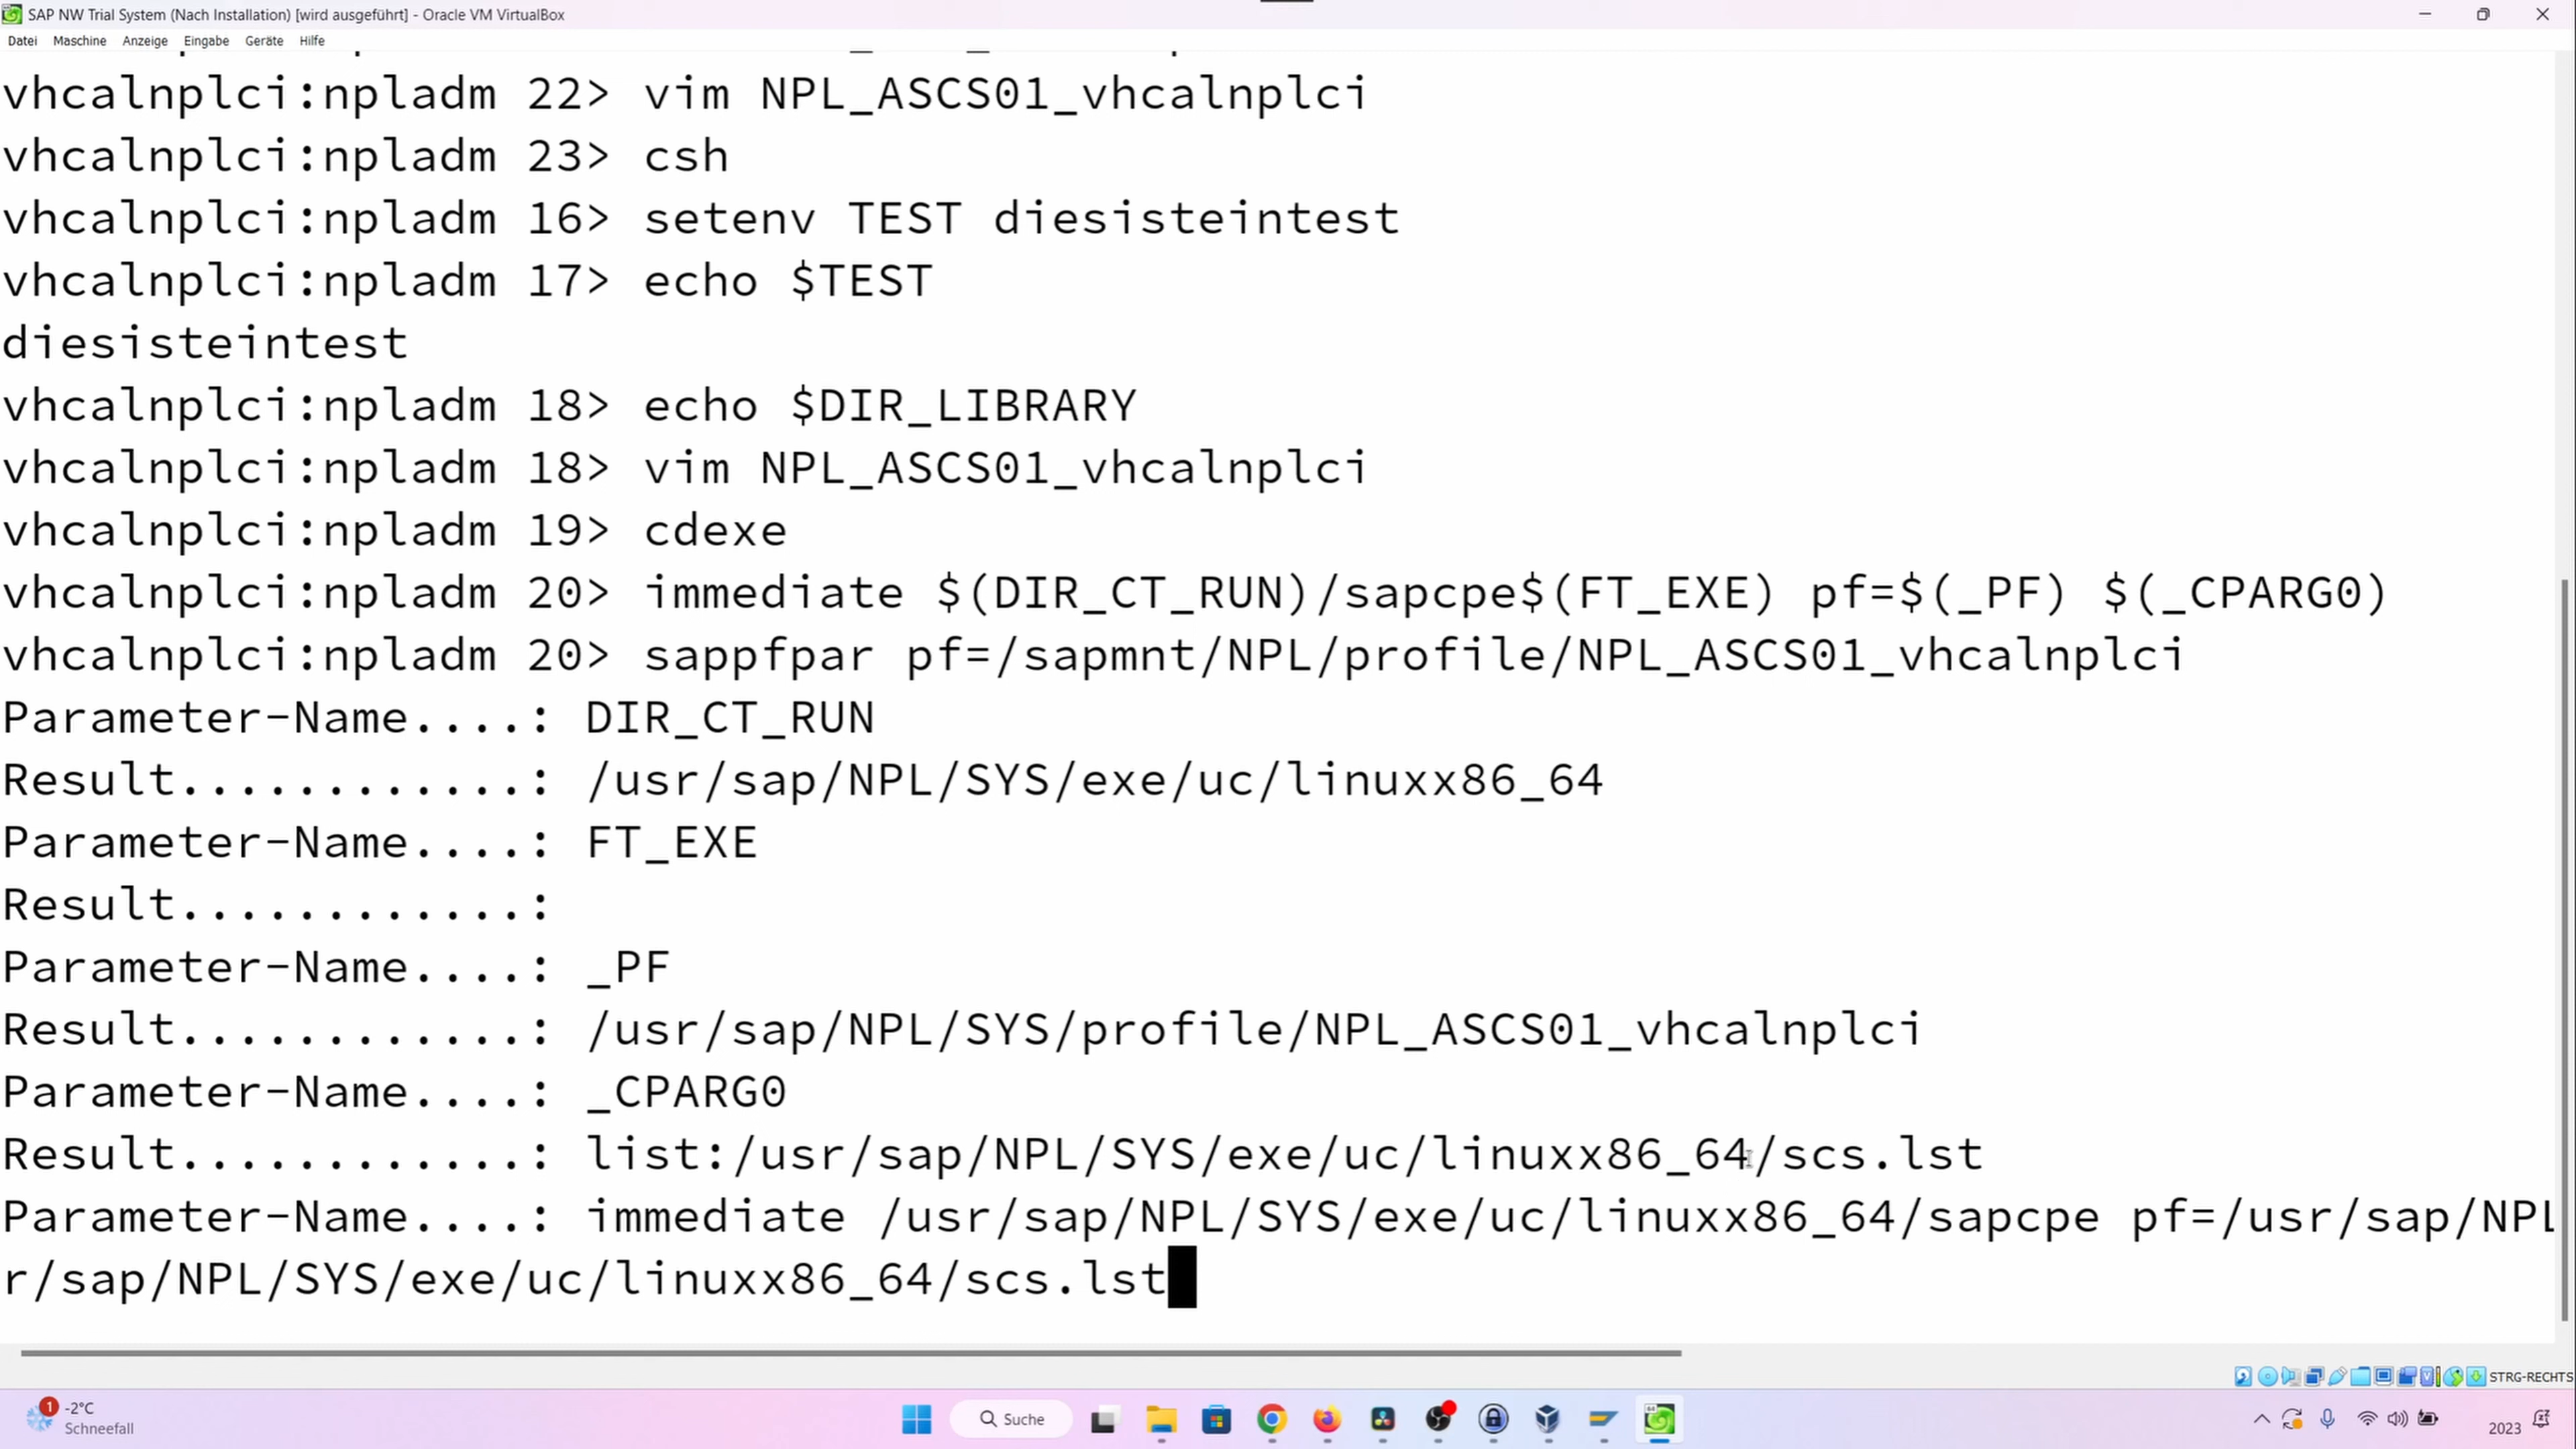 SAP NW Trial System (Nach Installation) [wird ausgeführt] - Oracle VM VirtualBox
Datei Maschine Anzeige Eingabe Geräte Hilfe
vhcalnplci:npladm 22> vim NPL_ASCS01_vhcalnplci
vhcalnplci:npladm 23> csh
vhcalnplci:npladm 16> setenv TEST diesisteintest
vhcalnplci:npladm 17> echo $TEST
diesisteintest
vhcalnplci:npladm 18> echo $DIR_LIBRARY
vhcalnplci:npladm 18> vim NPL_ASCS01_vhcalnplci
vhcalnplci:npladm 19> cdexe
vhcalnplci:npladm 20> immediate $(DIR_CT_RUN)/sapcpe$(FT_EXE) pf=$(_PF) $(_CPARG0)
vhcalnplci:npladm 20> sappfpar pf=/sapmnt/NPL/profile/NPL_ASCS01_vhcalnplci
Parameter-Name....: DIR_CT_RUN
Result............: /usr/sap/NPL/SYS/exe/uc/linuxx86_64
Parameter-Name....: FT_EXE
Result............:
Parameter-Name....: _PF
Result............: /usr/sap/NPL/SYS/profile/NPL_ASCS01_vhcalnplci
Parameter-Name....: _CPARG0
Result............: list:/usr/sap/NPL/SYS/exe/uc/linuxx86_64/scs.lst
Parameter-Name....: immediate /usr/sap/NPL/SYS/exe/uc/linuxx86_64/sapcpe pf=/usr/sap/NPL
r/sap/NPL/SYS/exe/uc/linuxx86_64/scs.lst
STRG-RECHTS
1
-2°C
Schneefall
Suche
2023